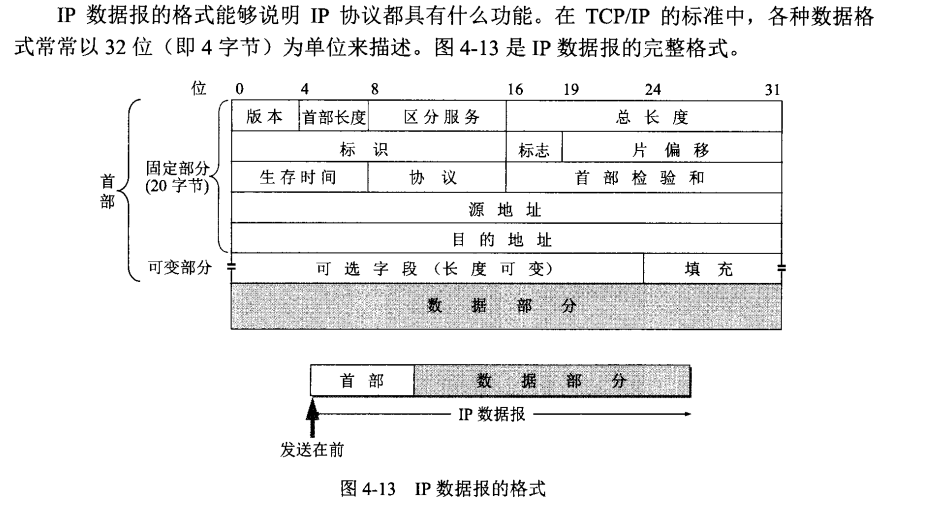 IP 数据报的格式能够说明 IP 协议都具有什么功能。在 TCP/IP 的标准中，各种数据格
式常常以 32 位（即 4 字节）为单位来描述。图 4-13 是 IP 数据报的完整格式。
位 0 4 8 16 19 24 31
版本 首部长度 区分服务 总长度
标识 标志 片偏移
固定部分
(20 字节)
首部
生存时间 协议 首部检验和
源地址
目的地址
可变部分 可选字段（长度可变） 填充
数据部分
首部 数据部分
IP 数据报
发送在前
图 4-13 IP 数据报的格式